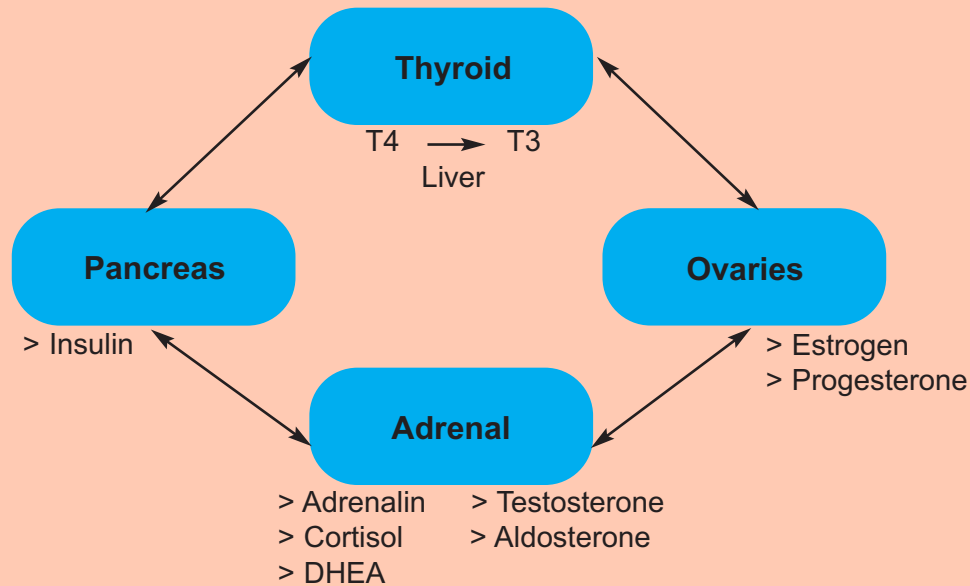 Thyroid
T4 → T3
Liver
Pancreas
> Insulin
Ovaries
> Estrogen
> Progesterone
Adrenal
> Adrenalin
> Cortisol
> DHEA
> Testosterone
> Aldosterone